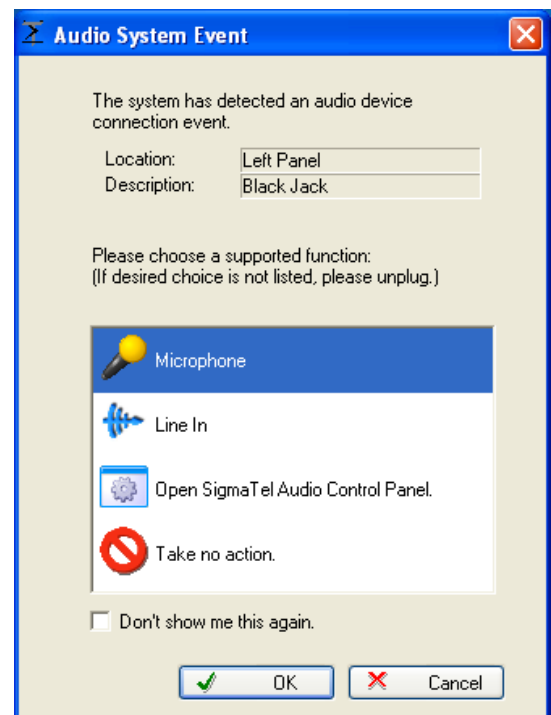 Audio System Event
The system has detected an audio device
connection event.
Location: Left Panel
Description: Black Jack
Please choose a supported function:
(If desired choice is not listed, please unplug.)
Microphone
Line In
Open SigmaTel Audio Control Panel.
Take no action.
Don't show me this again.
OK Cancel